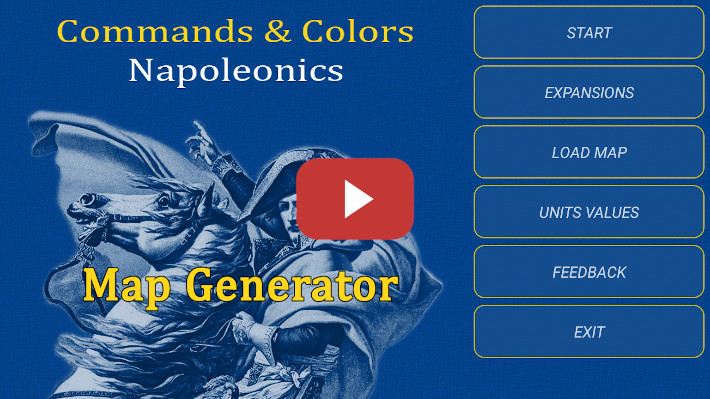 Commands & Colors
Napoleonics
Map Generator
START
EXPANSIONS
LOAD MAP
UNITS VALUES
FEEDBACK
EXIT